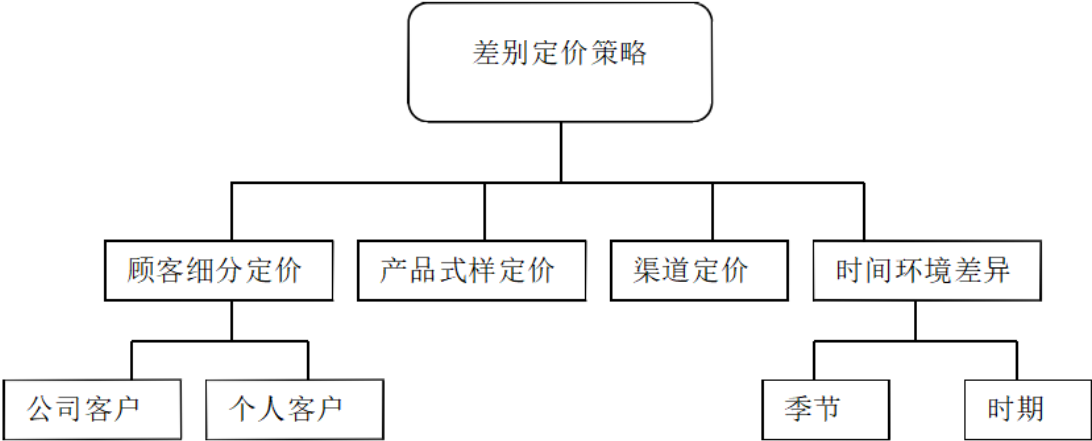 差别定价策略
顾客细分定价
产品式样定价
渠道定价
时间环境差异
公司客户
个人客户
季节
时期